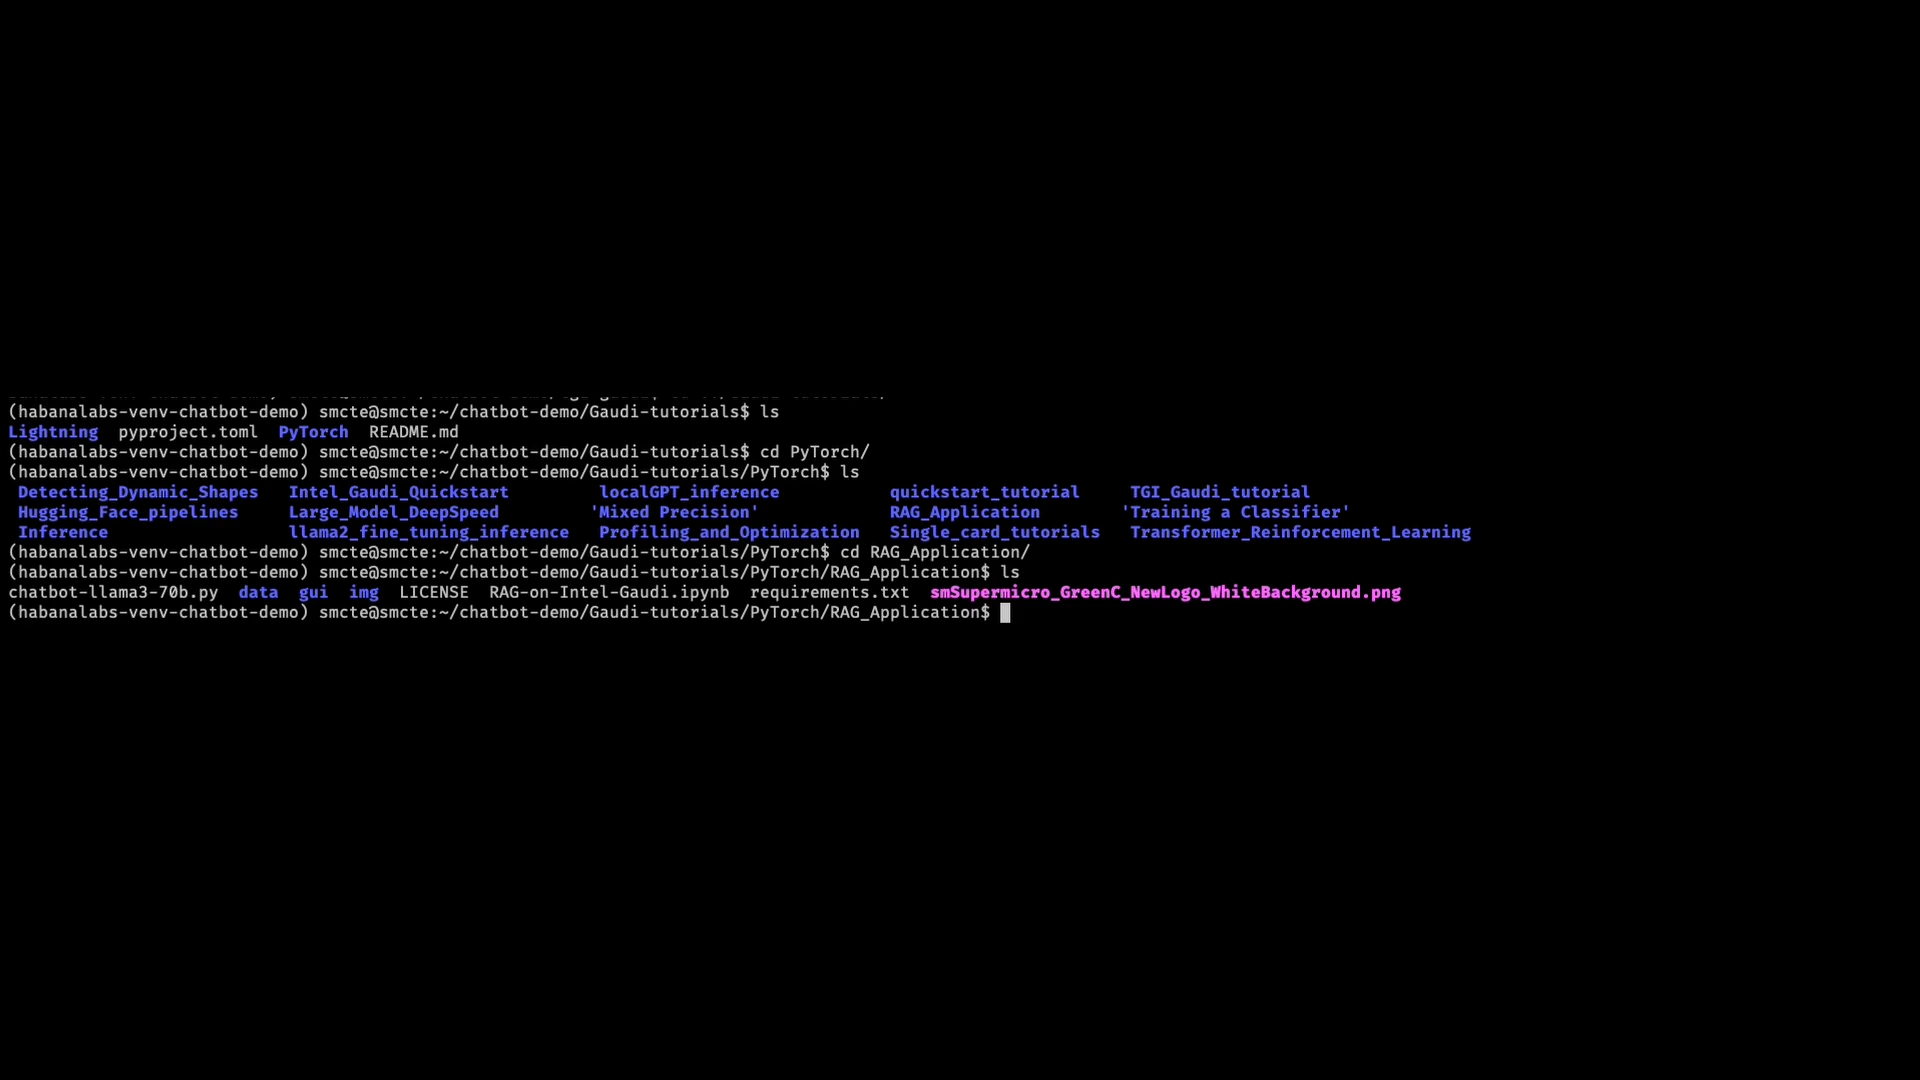 (habanalabs-venv-chatbot-demo) smcte@smcte:~/chatbot-demo/Gaudi-tutorials$ ls
Lightning pyproject.toml PyTorch README.md
(habanalabs-venv-chatbot-demo) smcte@smcte:~/chatbot-demo/Gaudi-tutorials$ cd PyTorch/
(habanalabs-venv-chatbot-demo) smcte@smcte:~/chatbot-demo/Gaudi-tutorials/PyTorch$ ls
Detecting_Dynamic_Shapes Intel_Gaudi_Quickstart localGPT_inference quickstart_tutorial TGI_Gaudi_tutorial
Hugging_Face_pipelines Large_Model_DeepSpeed 'Mixed Precision' RAG_Application 'Training a Classifier'
Inference llama2_fine_tuning_inference Profiling_and_Optimization Single_card_tutorials Transformer_Reinforcement_Learning
(habanalabs-venv-chatbot-demo) smcte@smcte:~/chatbot-demo/Gaudi-tutorials/PyTorch$ cd RAG_Application/
(habanalabs-venv-chatbot-demo) smcte@smcte:~/chatbot-demo/Gaudi-tutorials/PyTorch/RAG_Application$ ls
chatbot-llama3-70b.py data gui img LICENSE RAG-on-Intel-Gaudi.ipynb requirements.txt smSupermicro_GreenC_NewLogo_WhiteBackground.png
(habanalabs-venv-chatbot-demo) smcte@smcte:~/chatbot-demo/Gaudi-tutorials/PyTorch/RAG_Application$